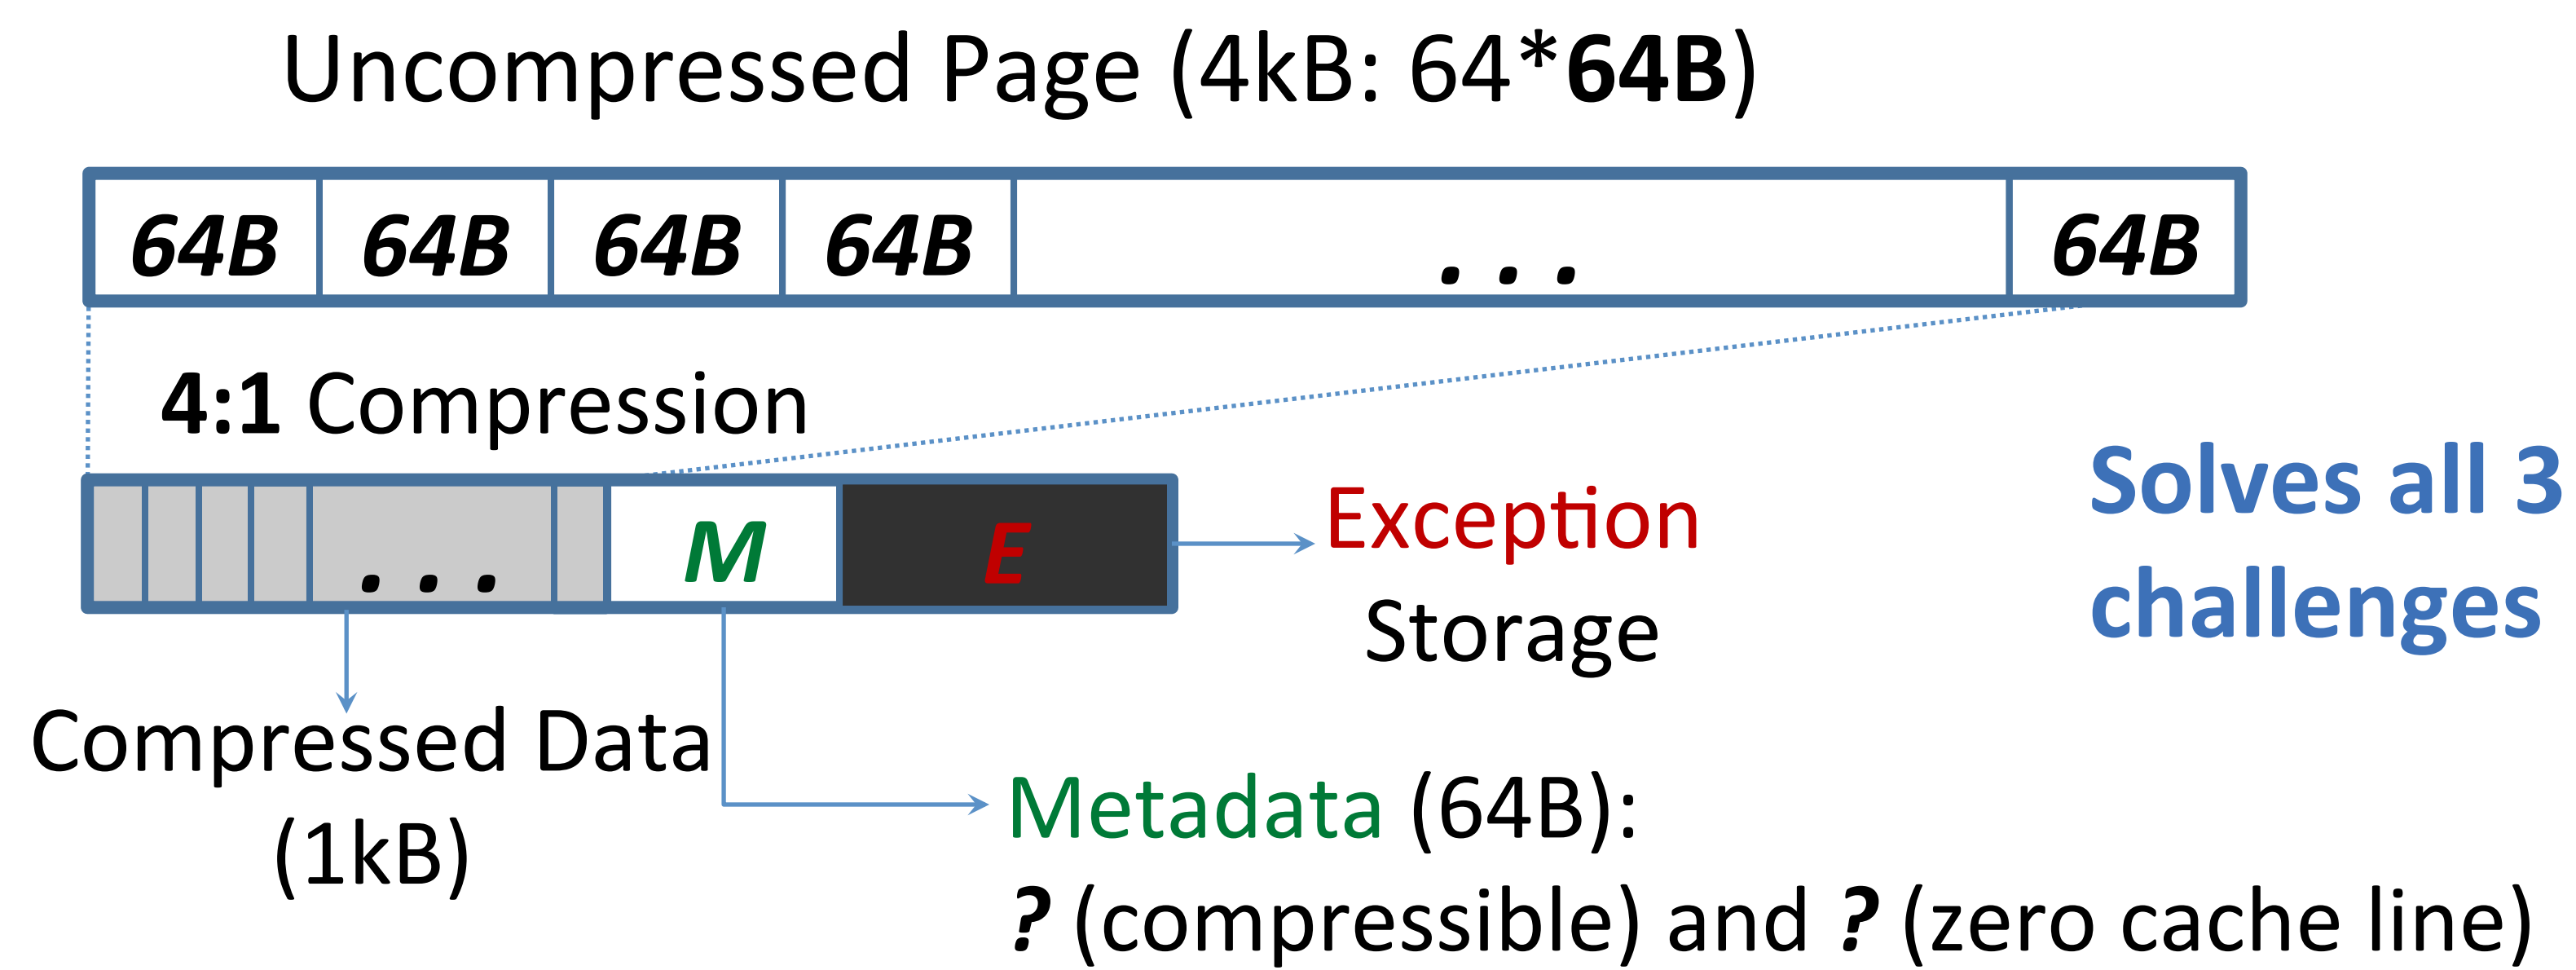 Uncompressed Page (4kB: 64*64B)
64B 64B 64B 64B . . . 64B
4:1 Compression
Solves all 3
challenges
. . . M E
Exception
Storage
Compressed Data
(1kB)
Metadata (64B):
? (compressible) and ? (zero cache line)